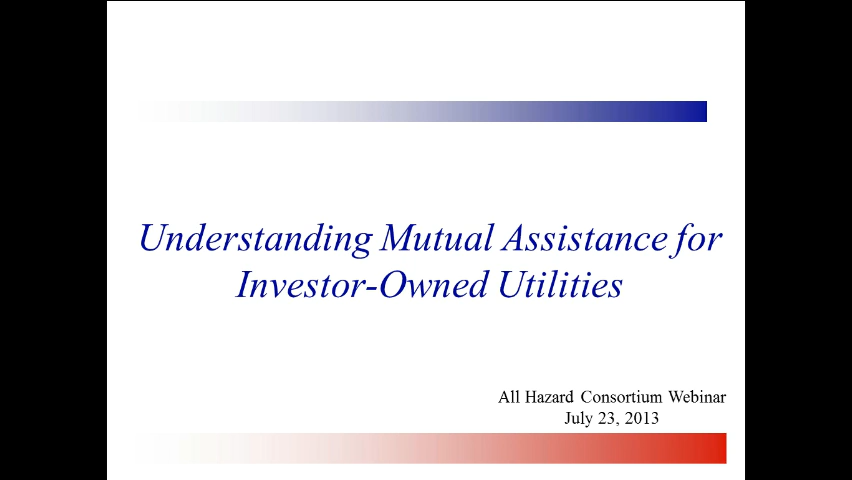 Understanding Mutual Assistance for
Investor-Owned Utilities
All Hazard Consortium Webinar
July 23, 2013